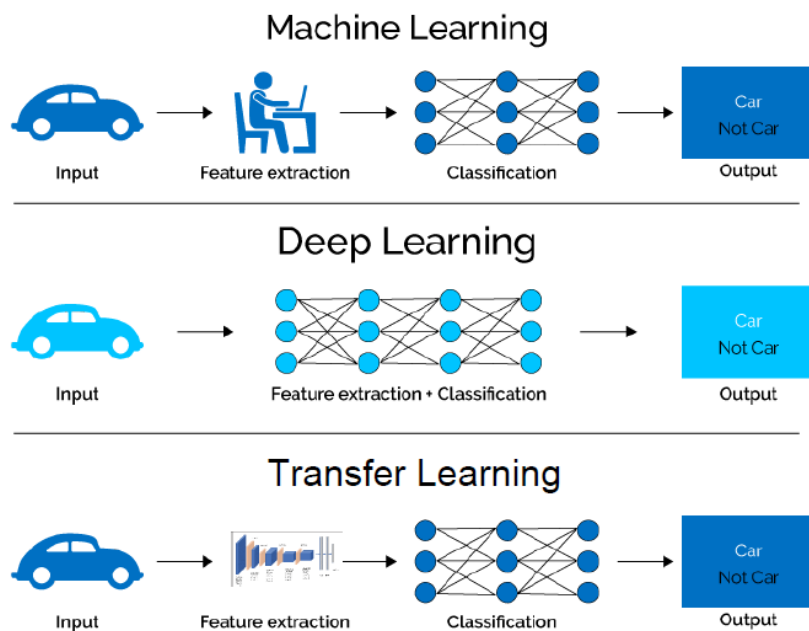 Machine Learning
Car
Not Car
Input
Feature extraction
Classification
Output
Deep Learning
Car
Not Car
Input
Feature extraction + Classification
Output
Transfer Learning
Car
Not Car
Input
Feature extraction
Classification
Output